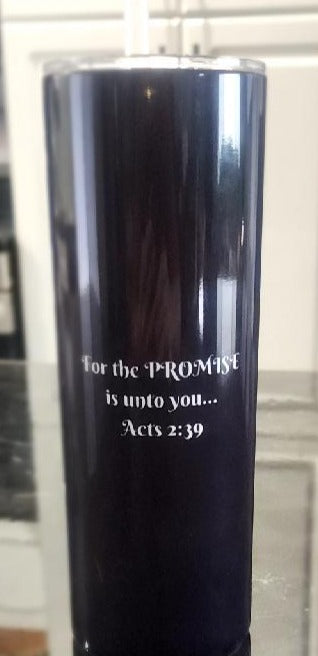 For the PROMISE
is unto you...
Acts 2:39